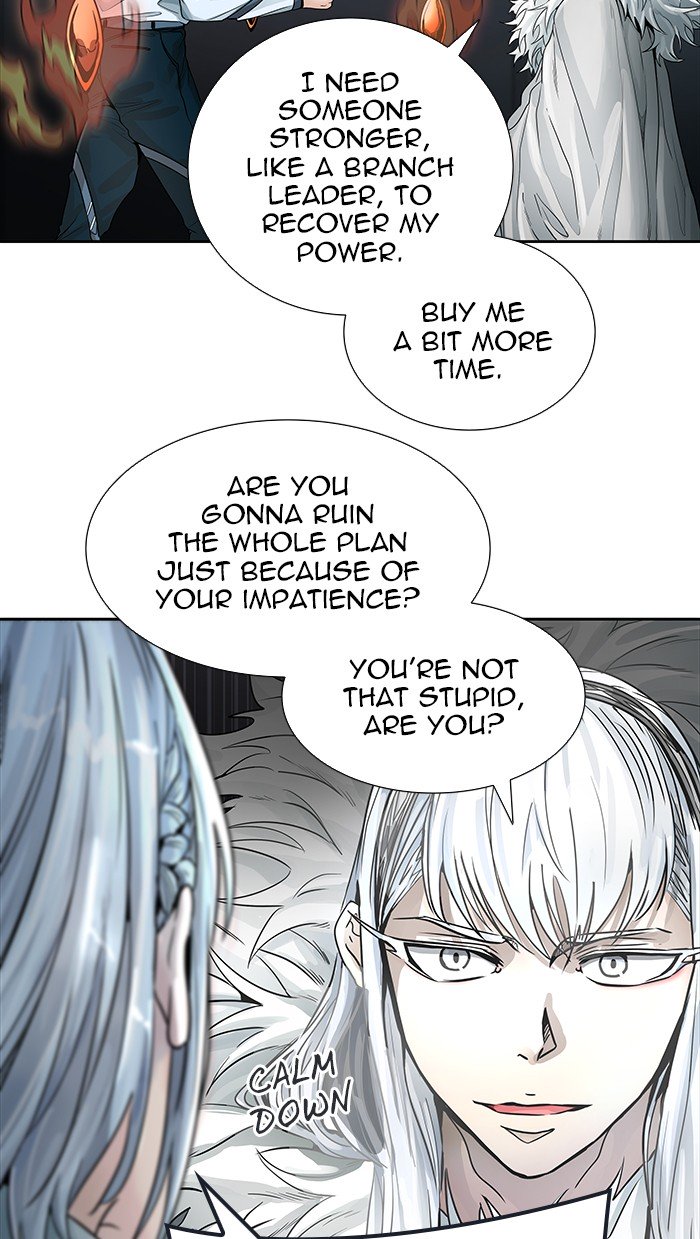 I NEED
SOMEONE
STRONGER,
LIKE A BRANCH
LEADER, TO
RECOVER MY
POWER.
BUY ME
A BIT MORE
TIME.
ARE YOU
GONNA RUIN
THE WHOLE PLAN
JUST BECAUSE OF
YOUR IMPATIENCE?
YOU'RE NOT
THAT STUPID,
ARE YOU?
CALM
DOWN